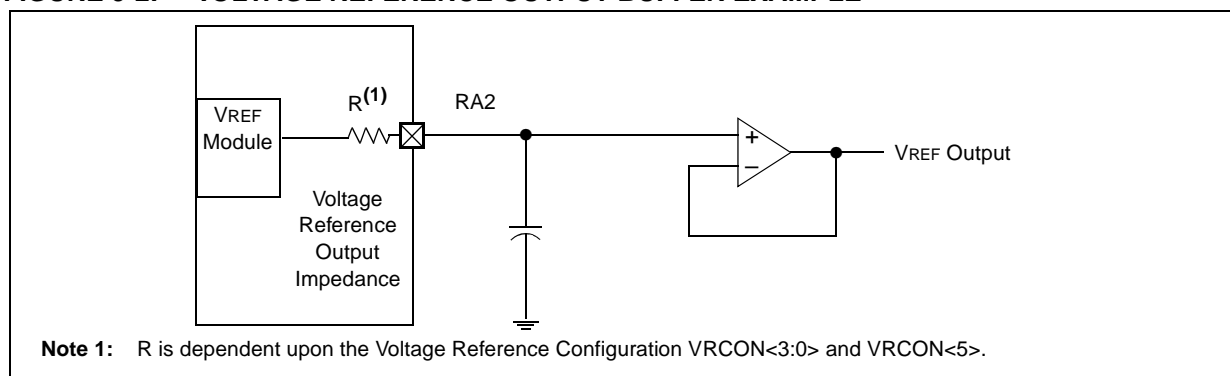 VREF
Module
R(1)
RA2
+
–
VREF Output
Voltage
Reference
Output
Impedance
Note 1: R is dependent upon the Voltage Reference Configuration VRCON<3:0> and VRCON<5>.